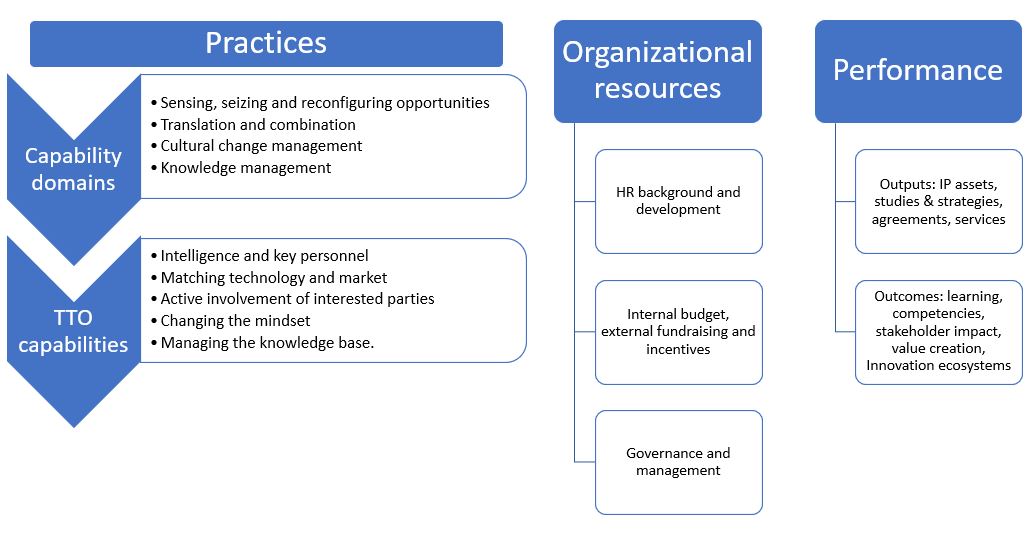 Practices
Capability
domains
• Sensing, seizing and reconfiguring opportunities
• Translation and combination
• Cultural change management
• Knowledge management
TTO
capabilities
• Intelligence and key personnel
• Matching technology and market
• Active involvement of interested parties
• Changing the mindset
• Managing the knowledge base.
Organizational
resources
HR background and
development
Internal budget,
external fundraising and
incentives
Governance and
management
Performance
Outputs: IP assets,
studies & strategies,
agreements, services
Outcomes: learning,
competencies,
stakeholder impact,
value creation,
Innovation ecosystems